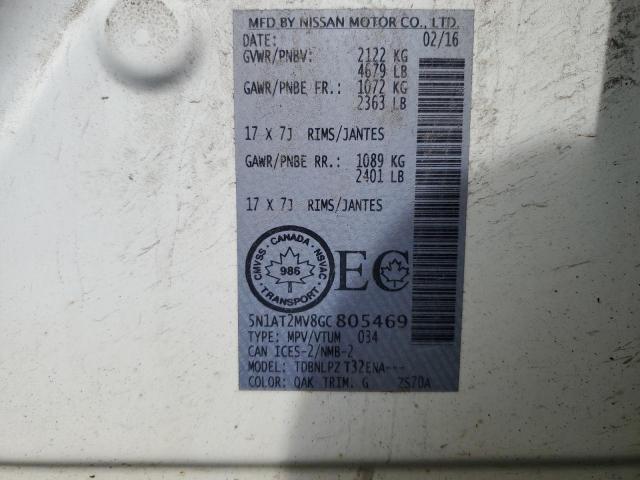 MFD BY NISSAN MOTOR CO., LTD.
DATE: 02/16
GVWR/PNBV: 2122 KG
4679 LB
GAWR/PNBE FR.: 1072 KG
2363 LB
17 X 7J RIMS/JANTES
GAWR/PNBE RR.: 1089 KG
2401 LB
17 X 7J RIMS/JANTES
CMVSS · CANADA · NSVAC
986
TRANSPORT
EC
5N1AT2MV8GC805469
TYPE: MPV/VTUM 034
CAN ICES-2/NMB-2
MODEL: TDBNLPZ T32ENA---
COLOR: QAK TRIM. G ZS7DA